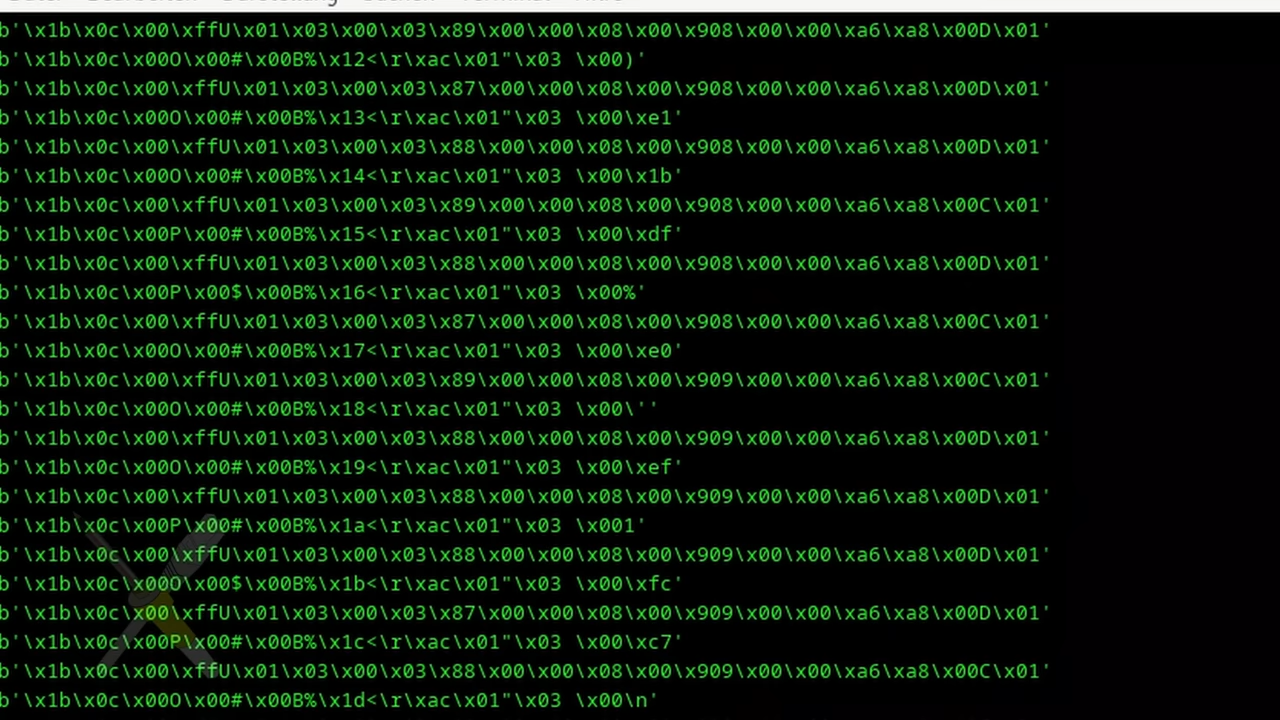 b'\x1b\x0c\x00\xffU\x01\x03\x00\x03\x89\x00\x00\x08\x00\x908\x00\x00\xa6\xa8\x00D\x01'
b'\x1b\x0c\x00O\x00#\x00B%\x12<\r\xac\x01"\x03 \x00)'
b'\x1b\x0c\x00\xffU\x01\x03\x00\x03\x87\x00\x00\x08\x00\x908\x00\x00\xa6\xa8\x00D\x01'
b'\x1b\x0c\x00O\x00#\x00B%\x13<\r\xac\x01"\x03 \x00\xe1'
b'\x1b\x0c\x00\xffU\x01\x03\x00\x03\x88\x00\x00\x08\x00\x908\x00\x00\xa6\xa8\x00D\x01'
b'\x1b\x0c\x00O\x00#\x00B%\x14<\r\xac\x01"\x03 \x00\x1b'
b'\x1b\x0c\x00\xffU\x01\x03\x00\x03\x89\x00\x00\x08\x00\x908\x00\x00\xa6\xa8\x00C\x01'
b'\x1b\x0c\x00P\x00#\x00B%\x15<\r\xac\x01"\x03 \x00\xdf'
b'\x1b\x0c\x00\xffU\x01\x03\x00\x03\x88\x00\x00\x08\x00\x908\x00\x00\xa6\xa8\x00D\x01'
b'\x1b\x0c\x00P\x00$\x00B%\x16<\r\xac\x01"\x03 \x00%'
b'\x1b\x0c\x00\xffU\x01\x03\x00\x03\x87\x00\x00\x08\x00\x908\x00\x00\xa6\xa8\x00C\x01'
b'\x1b\x0c\x00O\x00#\x00B%\x17<\r\xac\x01"\x03 \x00\xe0'
b'\x1b\x0c\x00\xffU\x01\x03\x00\x03\x89\x00\x00\x08\x00\x909\x00\x00\xa6\xa8\x00C\x01'
b'\x1b\x0c\x00O\x00#\x00B%\x18<\r\xac\x01"\x03 \x00\''
b'\x1b\x0c\x00\xffU\x01\x03\x00\x03\x88\x00\x00\x08\x00\x909\x00\x00\xa6\xa8\x00D\x01'
b'\x1b\x0c\x00O\x00#\x00B%\x19<\r\xac\x01"\x03 \x00\xef'
b'\x1b\x0c\x00\xffU\x01\x03\x00\x03\x88\x00\x00\x08\x00\x909\x00\x00\xa6\xa8\x00D\x01'
b'\x1b\x0c\x00P\x00#\x00B%\x1a<\r\xac\x01"\x03 \x001'
b'\x1b\x0c\x00\xffU\x01\x03\x00\x03\x88\x00\x00\x08\x00\x909\x00\x00\xa6\xa8\x00D\x01'
b'\x1b\x0c\x00O\x00$\x00B%\x1b<\r\xac\x01"\x03 \x00\xfc'
b'\x1b\x0c\x00\xffU\x01\x03\x00\x03\x87\x00\x00\x08\x00\x909\x00\x00\xa6\xa8\x00D\x01'
b'\x1b\x0c\x00P\x00#\x00B%\x1c<\r\xac\x01"\x03 \x00\xc7'
b'\x1b\x0c\x00\xffU\x01\x03\x00\x03\x88\x00\x00\x08\x00\x909\x00\x00\xa6\xa8\x00C\x01'
b'\x1b\x0c\x00O\x00#\x00B%\x1d<\r\xac\x01"\x03 \x00\n'